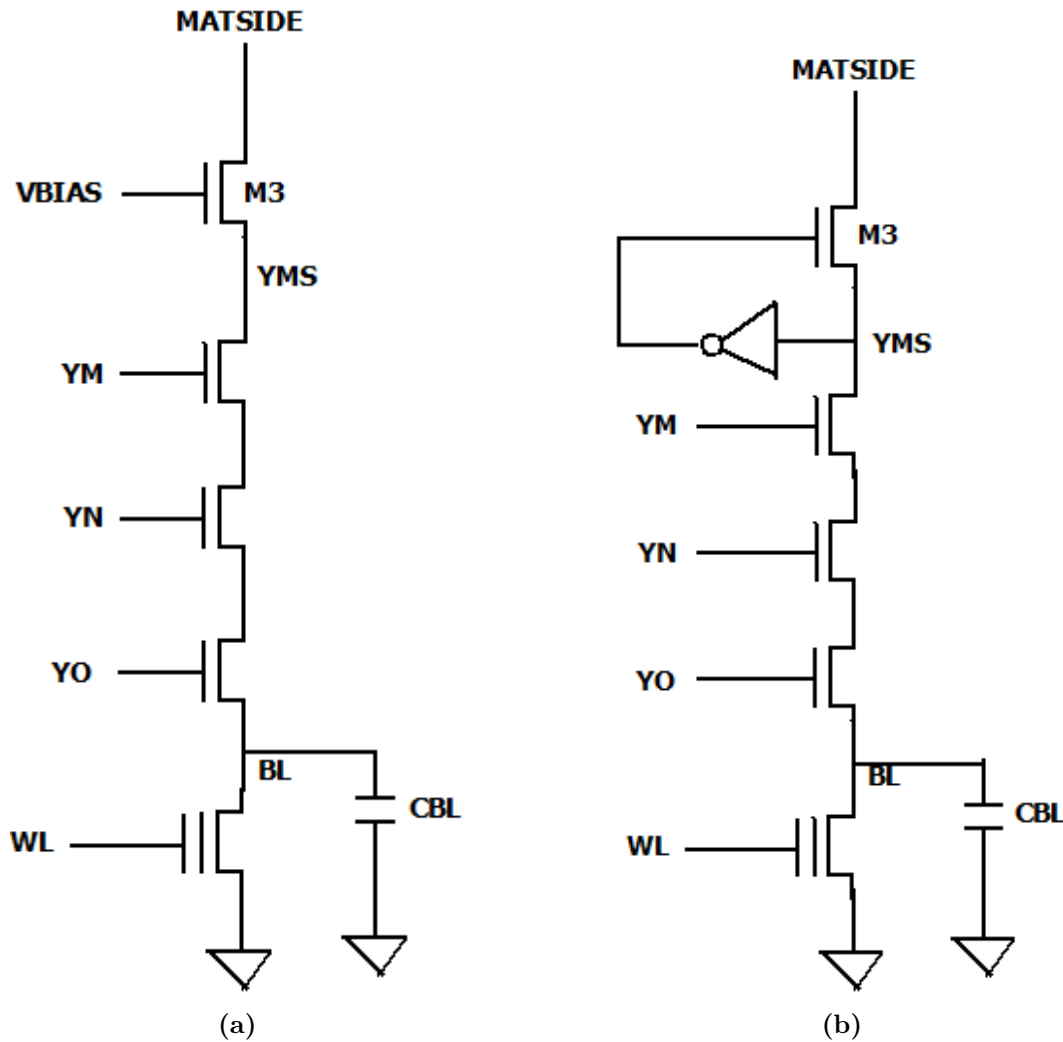 MATSIDE
VBIAS
M3
YMS
YM
YN
YO
BL
CBL
WL
(a)
MATSIDE
M3
YMS
YM
YN
YO
BL
CBL
WL
(b)